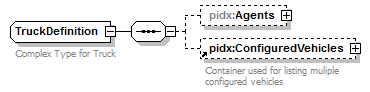 pidx:Agents
TruckDefinition
Complex Type for Truck
pidx:ConfiguredVehicles
Container used for listing muliple
configured vehicles